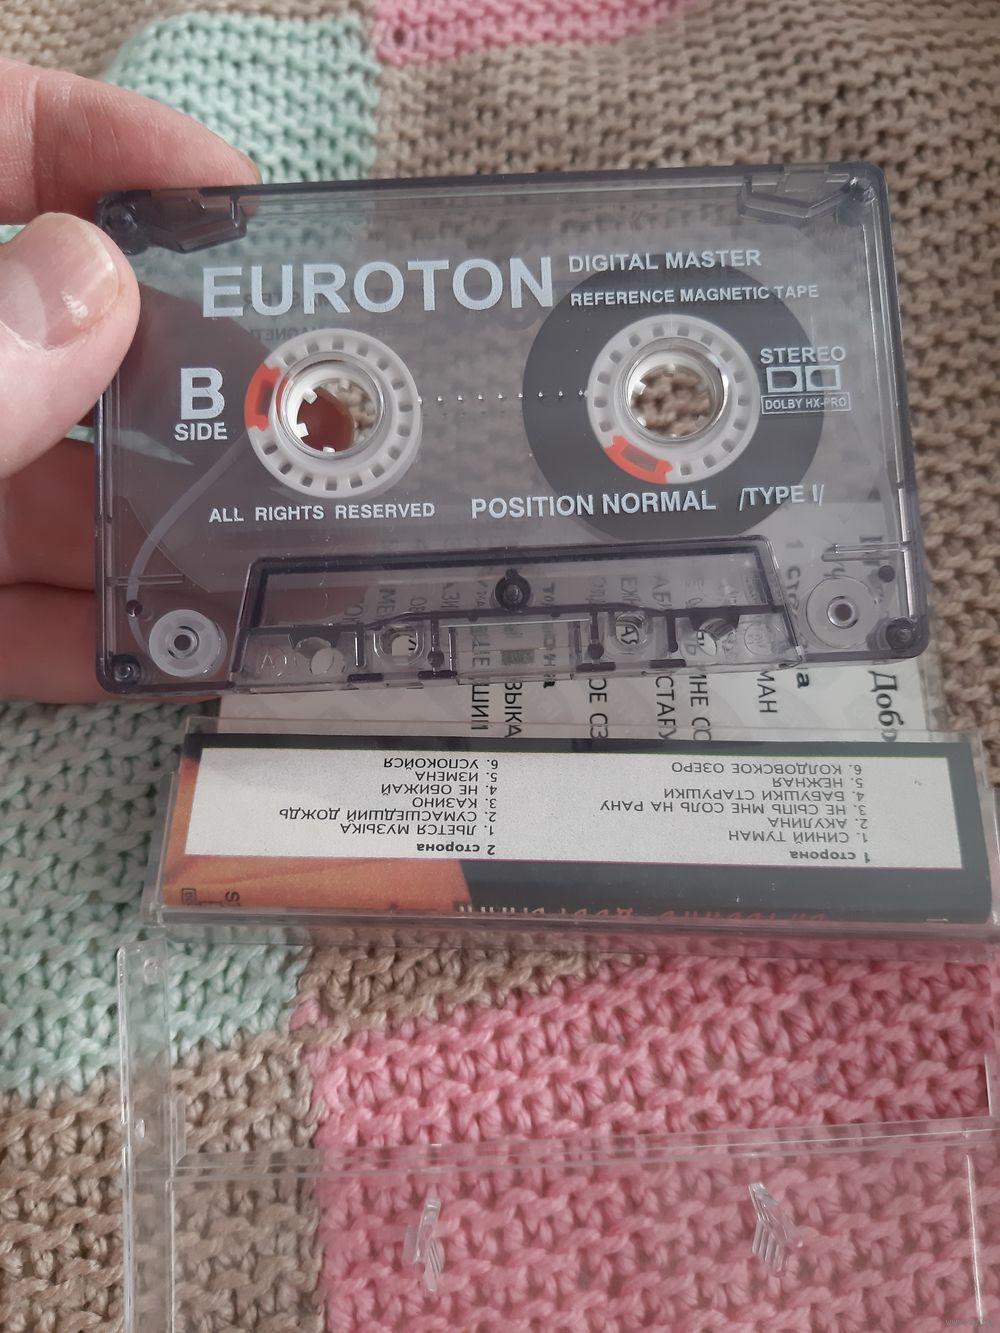 EUROTON
DIGITAL MASTER
REFERENCE MAGNETIC TAPE
B
SIDE
STEREO
DOLBY HX-PRO
ALL RIGHTS RESERVED
POSITION NORMAL /TYPE I/
1 сторона
1. СИНИЙ ТУМАН
2. АКУЛИНА
3. НЕ СЫПЬ МНЕ СОЛЬ НА РАНУ
4. БАБУШКИ СТАРУШКИ
5. НЕЖНАЯ
6. КОЛДОВСКОЕ ОЗЕРО
2 сторона
1. ЛЬЕТСЯ МУЗЫКА
2. СУМАСШЕДШИЙ ДОЖДЬ
3. КАЗИНО
4. НЕ ОБИЖАЙ
5. ИЗМЕНА
6. УСПОКОЙСЯ